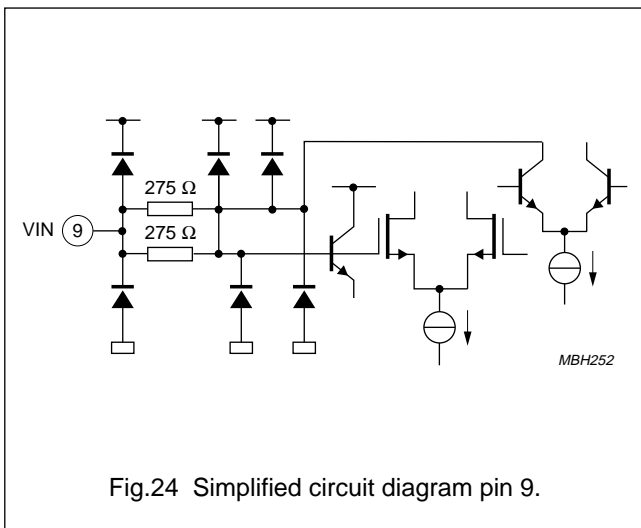 275 Ω
VIN 9
275 Ω
MBH252
Fig.24 Simplified circuit diagram pin 9.